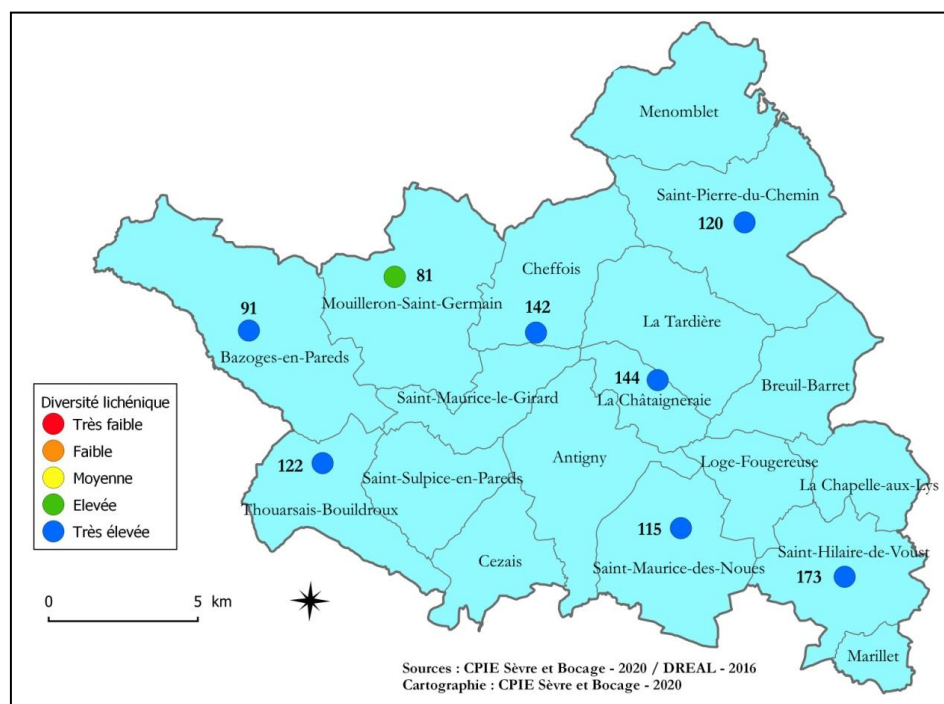 Menomblet
Saint-Pierre-du-Chemin
120
Cheffois
81
Mouilleron-Saint-Germain
142
91
La Tardière
Bazoges-en-Pareds
144
Breuil-Barret
La Châtaigneraie
Saint-Maurice-le-Girard
Diversité lichénique
Très faible
Faible
Moyenne
Elevée
Très élevée
122
Antigny
Loge-Fougereuse
Saint-Sulpice-en-Pareds
La Chapelle-aux-Lys
Thouarsais-Bouildroux
115
Saint-Hilaire-de-Voust
Cezais
Saint-Maurice-des-Noues
173
0 5 km
Marillet
Sources : CPIE Sèvre et Bocage - 2020 / DREAL - 2016
Cartographie : CPIE Sèvre et Bocage - 2020